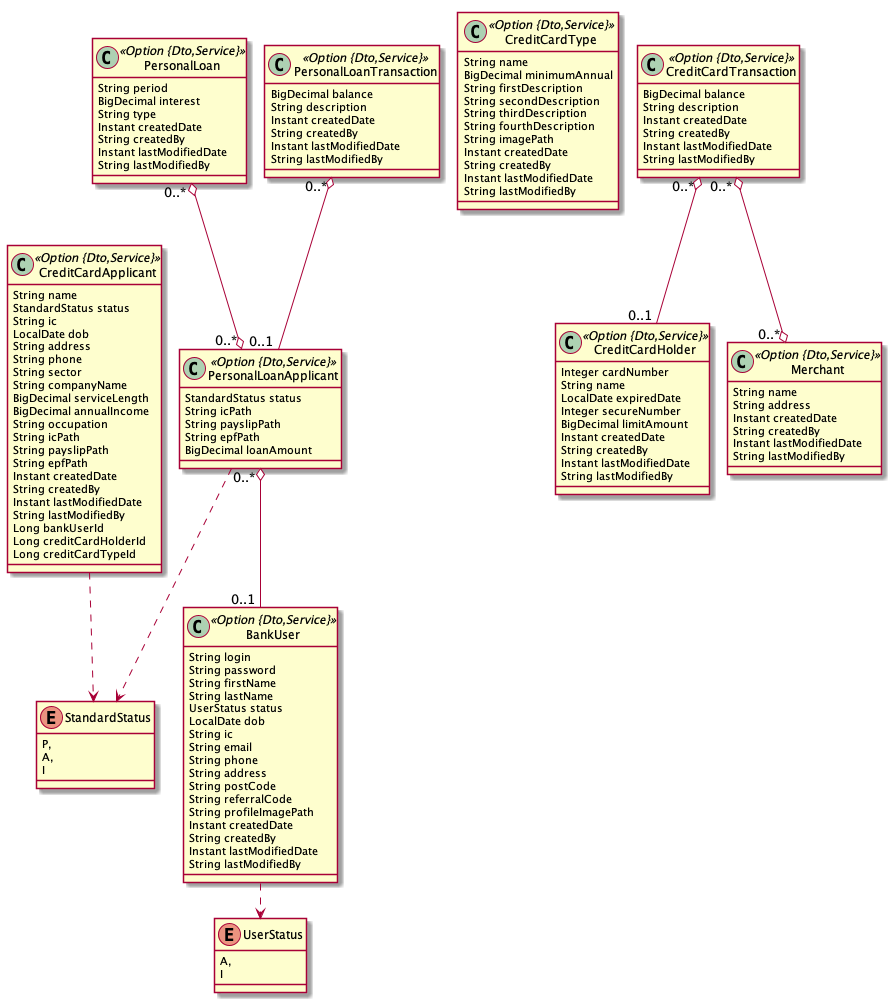 C «Option {Dto,Service}»
PersonalLoan
String period
BigDecimal interest
String type
Instant createdDate
String createdBy
Instant lastModifiedDate
String lastModifiedBy
C «Option {Dto,Service}»
PersonalLoanTransaction
BigDecimal balance
String description
Instant createdDate
String createdBy
Instant lastModifiedDate
String lastModifiedBy
C «Option {Dto,Service}»
CreditCardType
String name
BigDecimal minimumAnnual
String firstDescription
String secondDescription
String thirdDescription
String fourthDescription
String imagePath
Instant createdDate
String createdBy
Instant lastModifiedDate
String lastModifiedBy
C «Option {Dto,Service}»
CreditCardTransaction
BigDecimal balance
String description
Instant createdDate
String createdBy
Instant lastModifiedDate
String lastModifiedBy
0..*
0..*
0..*
0..*
C «Option {Dto,Service}»
CreditCardApplicant
String name
StandardStatus status
String ic
LocalDate dob
String address
String phone
String sector
String companyName
BigDecimal serviceLength
BigDecimal annualIncome
String occupation
String icPath
String payslipPath
String epfPath
Instant createdDate
String createdBy
Instant lastModifiedDate
String lastModifiedBy
Long bankUserId
Long creditCardHolderId
Long creditCardTypeId
0..*
0..1
0..1
0..*
C «Option {Dto,Service}»
PersonalLoanApplicant
StandardStatus status
String icPath
String payslipPath
String epfPath
BigDecimal loanAmount
C «Option {Dto,Service}»
CreditCardHolder
Integer cardNumber
String name
LocalDate expiredDate
Integer secureNumber
BigDecimal limitAmount
Instant createdDate
String createdBy
Instant lastModifiedDate
String lastModifiedBy
C «Option {Dto,Service}»
Merchant
String name
String address
Instant createdDate
String createdBy
Instant lastModifiedDate
String lastModifiedBy
0..*
0..1
C «Option {Dto,Service}»
BankUser
String login
String password
String firstName
String lastName
UserStatus status
LocalDate dob
String ic
String email
String phone
String address
String postCode
String referralCode
String profileImagePath
Instant createdDate
String createdBy
Instant lastModifiedDate
String lastModifiedBy
E StandardStatus
P,
A,
I
E UserStatus
A,
I